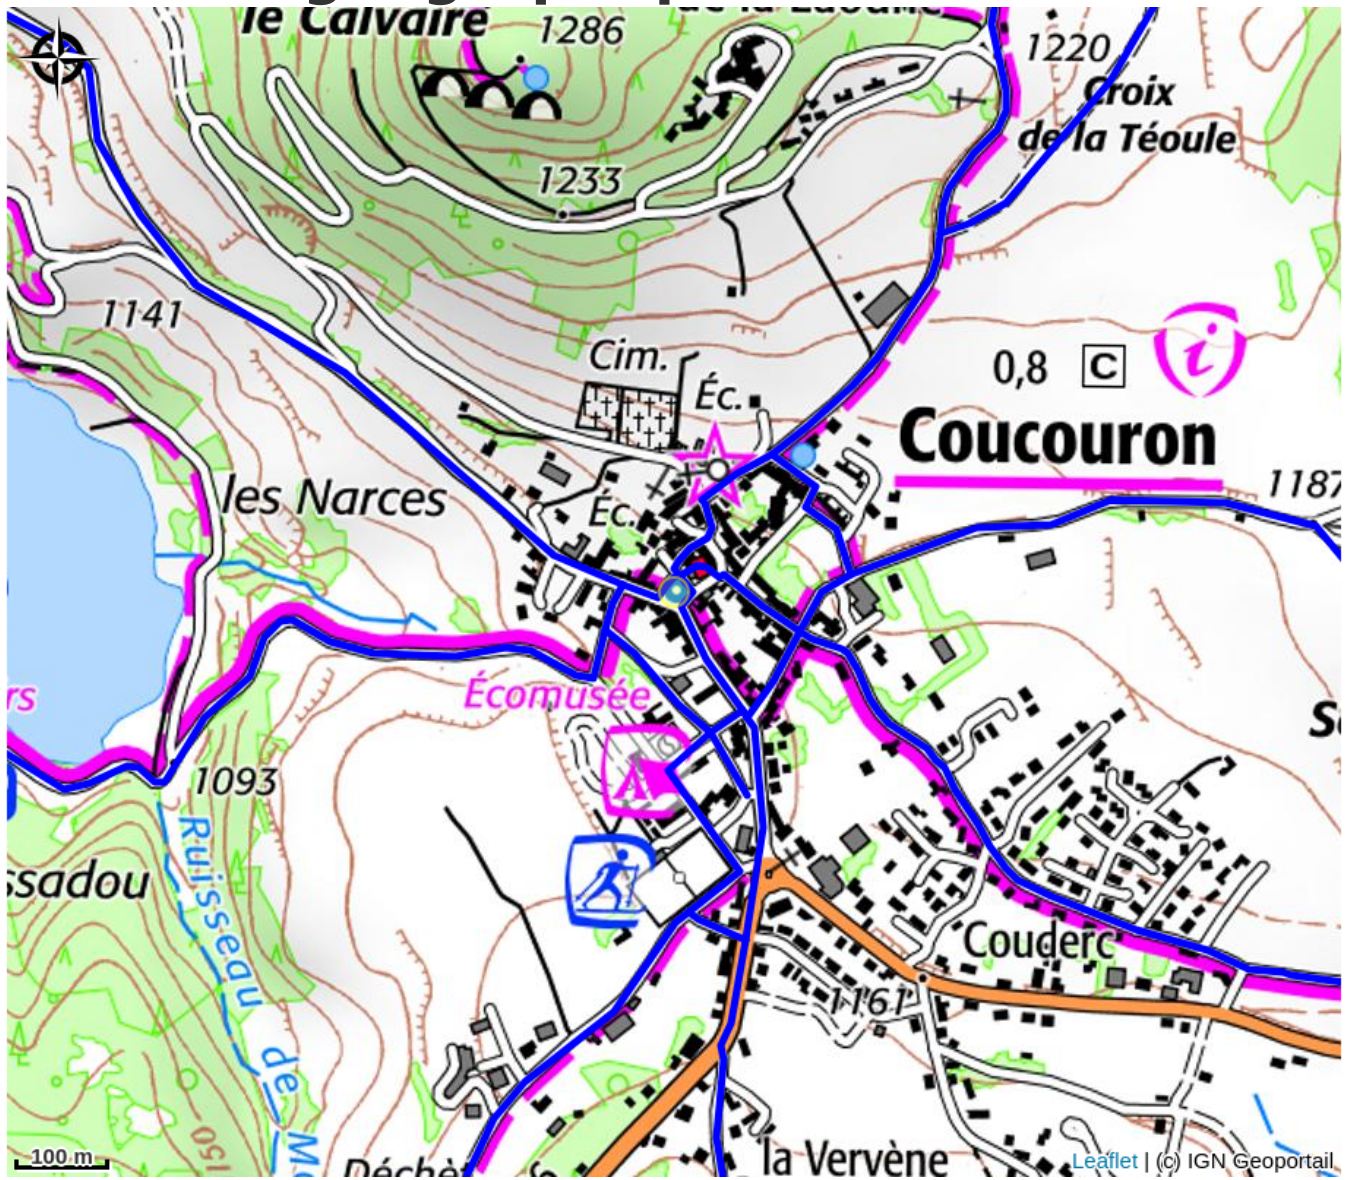 le Calvaire
1286
1220
Croix
de la Téoule
1233
1141
Cim.
Éc.
0,8 C
i
Coucouron
1187
les Narces
Éc.
Écomusée
rs
1093
ssadou
Ruisseau de
Couderc
1161
100 m
la Vervène
Leaflet | (c) IGN Geoportail